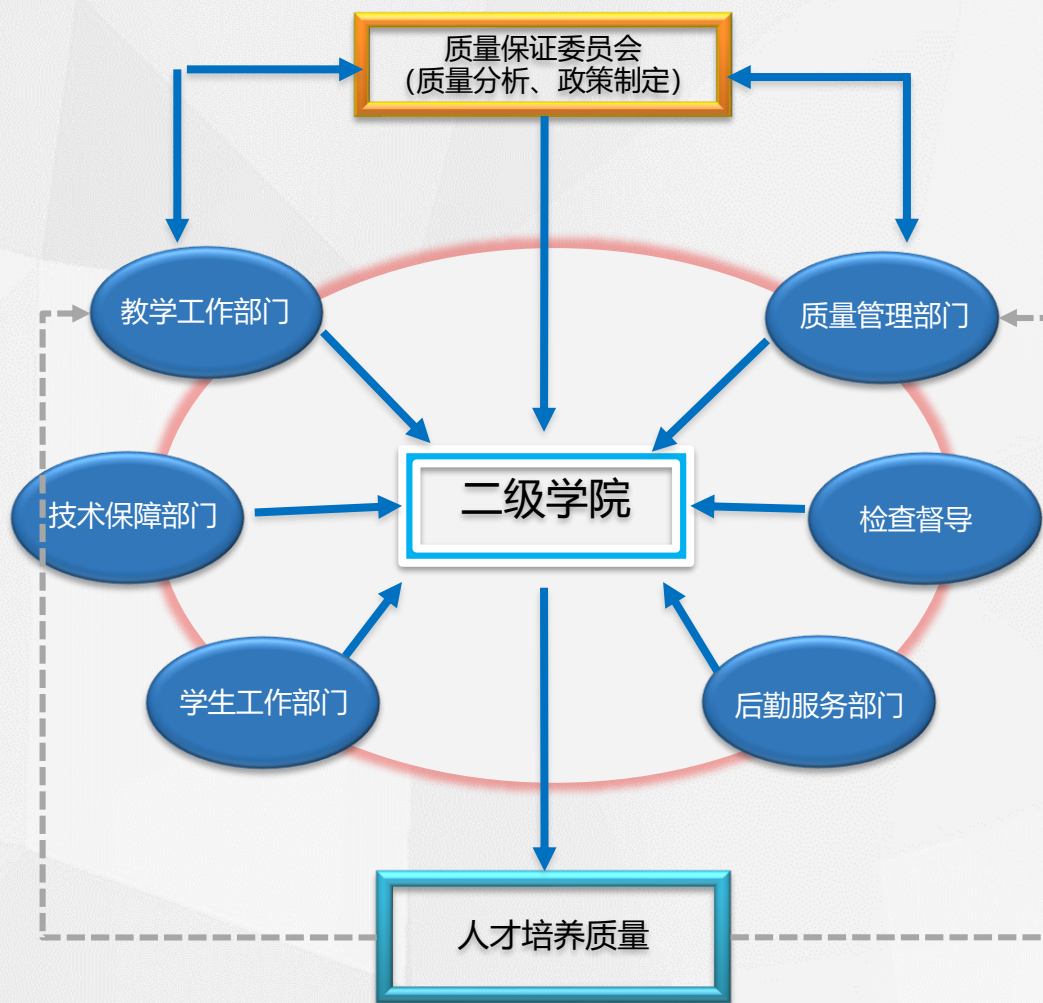 质量保证委员会
(质量分析、政策制定)
教学工作部门
质量管理部门
二级学院
技术保障部门
检查督导
学生工作部门
后勤服务部门
人才培养质量